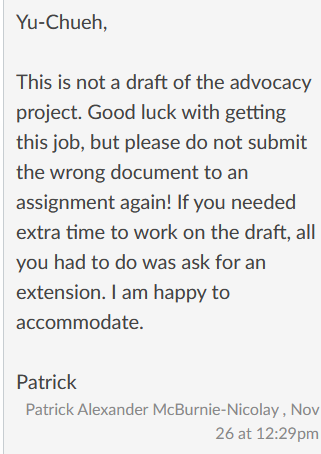 Yu-Chueh,
This is not a draft of the advocacy
project. Good luck with getting
this job, but please do not submit
the wrong document to an
assignment again! If you needed
extra time to work on the draft, all
you had to do was ask for an
extension. I am happy to
accommodate.
Patrick
Patrick Alexander McBurnie-Nicolay , Nov
26 at 12:29pm